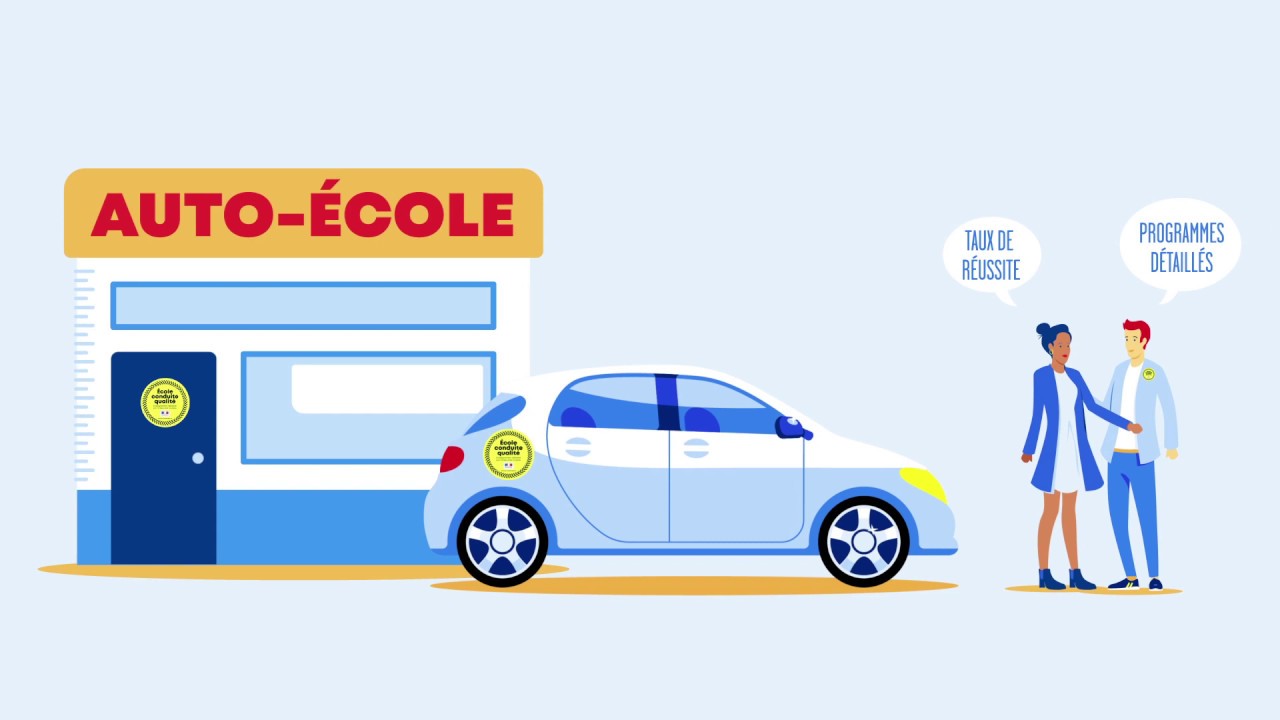 AUTO-ÉCOLE
TAUX DE
RÉUSSITE
PROGRAMMES
DÉTAILLÉS
École
conduite
qualité
École
conduite
qualité